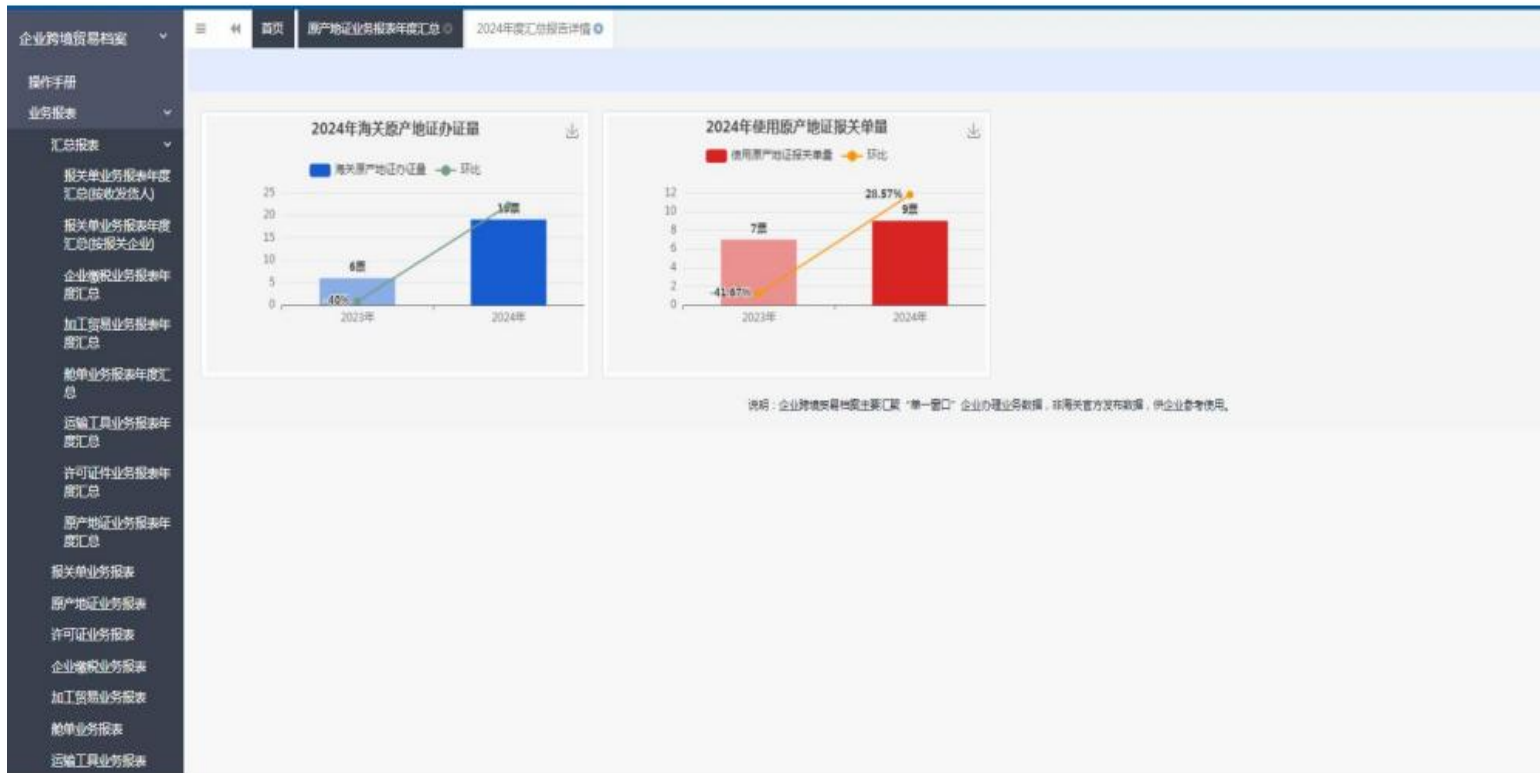 企业跨境贸易档案
操作手册
业务报表
汇总报表
报关单业务报表年度
汇总(按收发货人)
报关单业务报表年度
汇总(按报关企业)
企业缴税业务报表年
度汇总
加工贸易业务报表年
度汇总
舱单业务报表年度汇
总
运输工具业务报表年
度汇总
许可证件业务报表年
度汇总
原产地证业务报表年
度汇总
报关单业务报表
原产地证业务报表
许可证业务报表
企业缴税业务报表
加工贸易业务报表
舱单业务报表
运输工具业务报表
首页
原产地证业务报表年度汇总
2024年度汇总报告详情
2024年海关原产地证办证量
海关原产地证办证量
环比
25
20
15
10
5
0
6票
19票
40%
2023年
2024年
2024年使用原产地证报关单量
使用原产地证报关单量
环比
12
10
8
6
4
2
0
7票
9票
-41.67%
28.57%
2023年
2024年
说明：企业跨境贸易档案主要汇聚“单一窗口”企业办理业务数据，非海关官方发布数据，供企业参考使用。